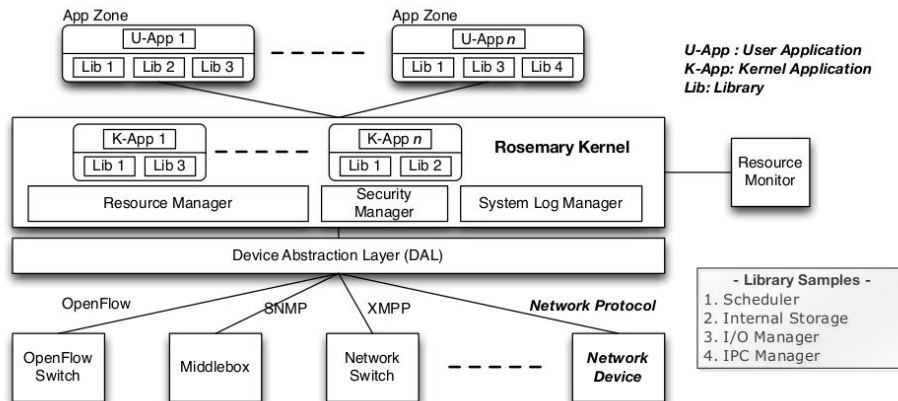 App Zone
App Zone
U-App 1
U-App n
Lib 1 Lib 2 Lib 3
Lib 1 Lib 3 Lib 4
U-App : User Application
K-App: Kernel Application
Lib: Library
K-App 1
K-App n
Rosemary Kernel
Lib 1 Lib 3
Lib 1 Lib 2
Resource
Monitor
Resource Manager
Security
Manager
System Log Manager
Device Abstraction Layer (DAL)
OpenFlow
SNMP
XMPP
Network Protocol
OpenFlow
Switch
Middlebox
Network
Switch
Network
Device
- Library Samples -
1. Scheduler
2. Internal Storage
3. I/O Manager
4. IPC Manager